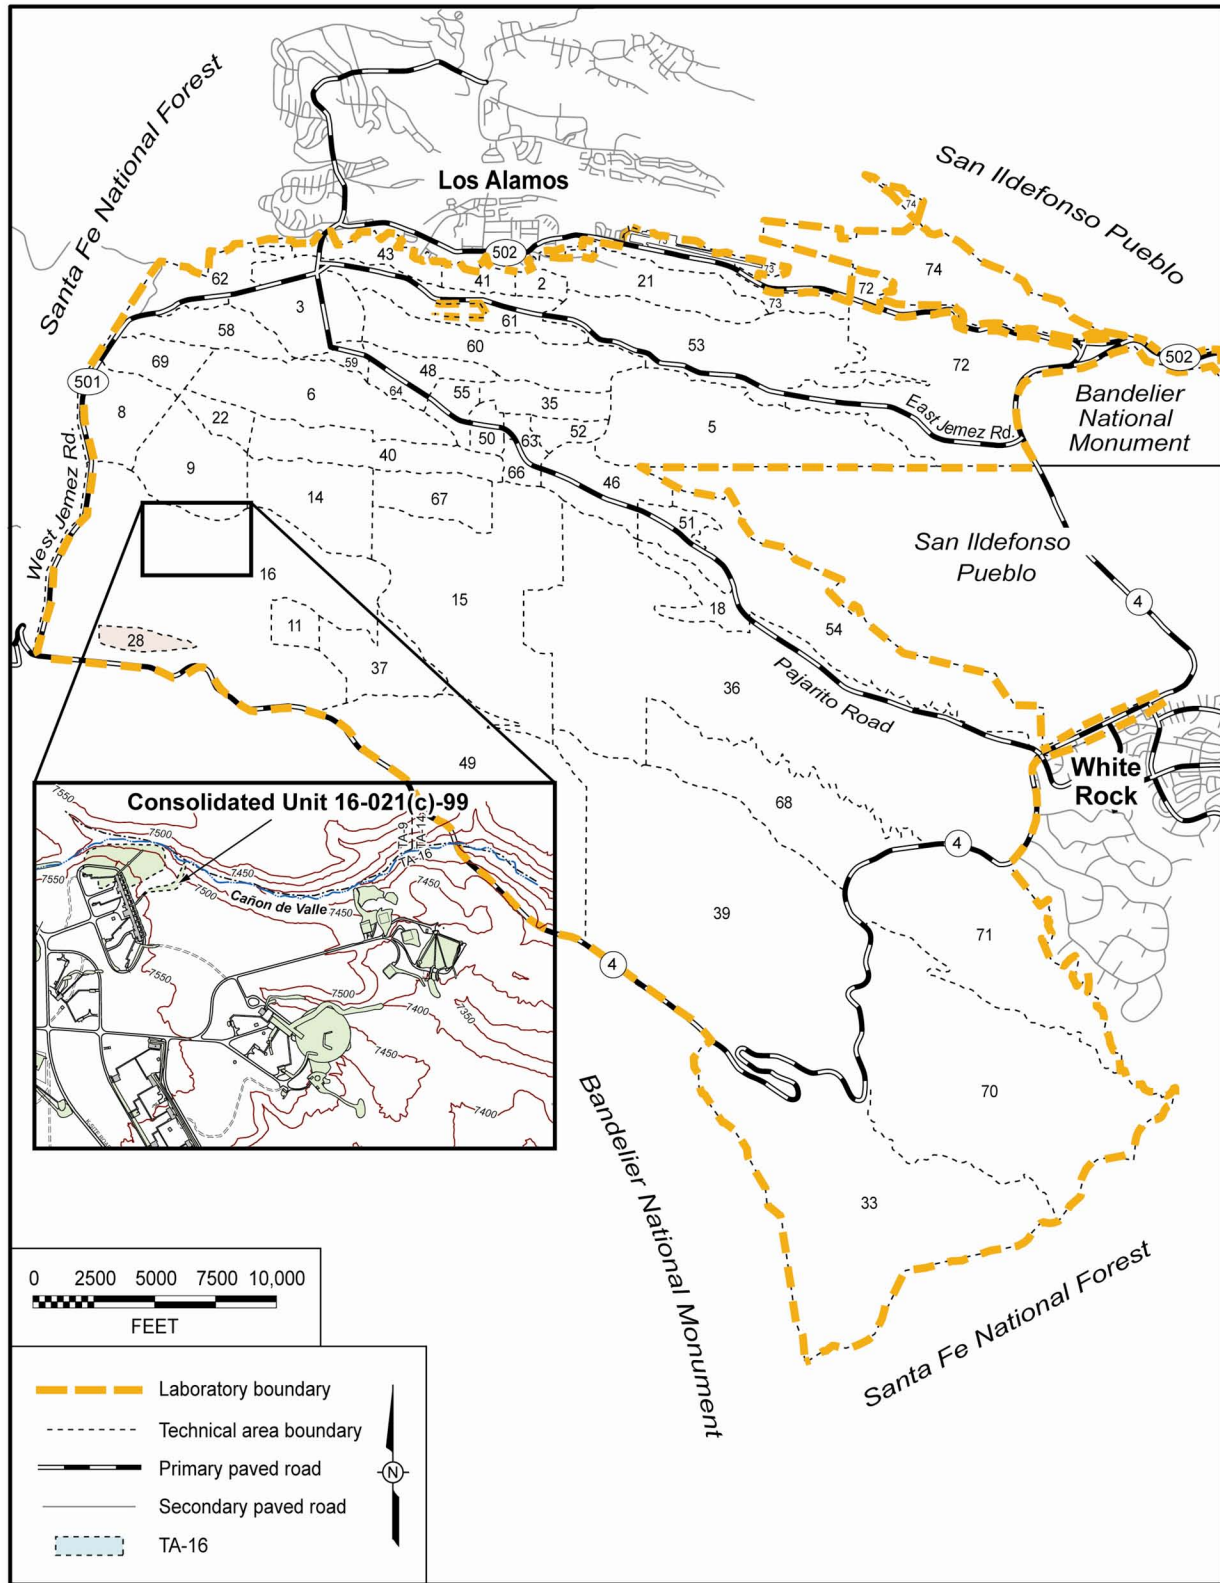 Santa Fe National Forest
Los Alamos
San Ildefonso Pueblo
74
502
43
62
41
2
21
73
72
74
73
3
58
61
53
60
59
48
69
501
8
6
64
55
35
72
502
Bandelier
National
Monument
22
East Jemez Rd.
5
50
63
52
40
9
66
46
14
67
51
West Jemez Rd.
San Ildefonso
Pueblo
16
15
18
4
11
54
28
37
36
Pajarito Road
49
White
Rock
68
4
39
71
4
70
33
Consolidated Unit 16-021(c)-99
7550
7500
7450
TA-9
TA-14
TA-16
7550
7500
Cañon de Valle
7450
7450
7550
7500
7400
7350
7450
7400
Bandelier National Monument
Santa Fe National Forest
0 2500 5000 7500 10,000
FEET
Laboratory boundary
Technical area boundary
Primary paved road
N
Secondary paved road
TA-16